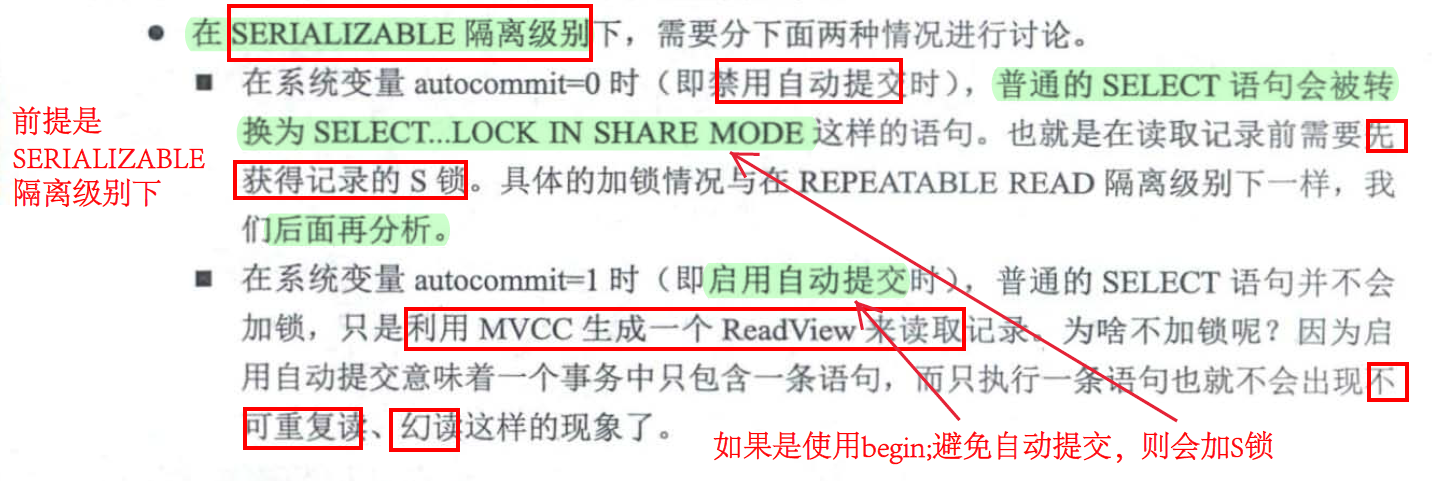 ● 在 SERIALIZABLE 隔离级别下，需要分下面两种情况进行讨论。
■ 在系统变量 autocommit=0 时（即禁用自动提交时），普通的 SELECT 语句会被转
换为 SELECT...LOCK IN SHARE MODE 这样的语句。也就是在读取记录前需要先
获得记录的 S 锁。具体的加锁情况与在 REPEATABLE READ 隔离级别下一样，我
们后面再分析。
■ 在系统变量 autocommit=1 时（即启用自动提交时），普通的 SELECT 语句并不会
加锁，只是利用 MVCC 生成一个 ReadView 来读取记录。为啥不加锁呢？因为启
用自动提交意味着一个事务中只包含一条语句，而只执行一条语句也就不会出现不
可重复读、幻读这样的现象了。
前提是
SERIALIZABLE
隔离级别下
如果是使用begin;避免自动提交，则会加S锁